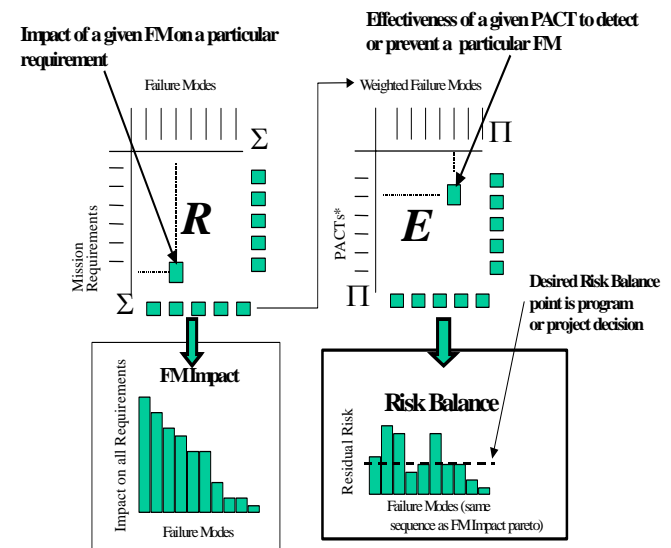 Impact of a given FM on a particular
requirement
Effectiveness of a given PACT to detect
or prevent a particular FM
Failure Modes
Weighted Failure Modes
Σ
Π
Mission
Requirements
R
PACTs*
E
Σ
Π
Desired Risk Balance
point is program
or project decision
FM Impact
Impact on all Requirements
Failure Modes
Risk Balance
Residual Risk
Failure Modes (same
sequence as FM Impact pareto)